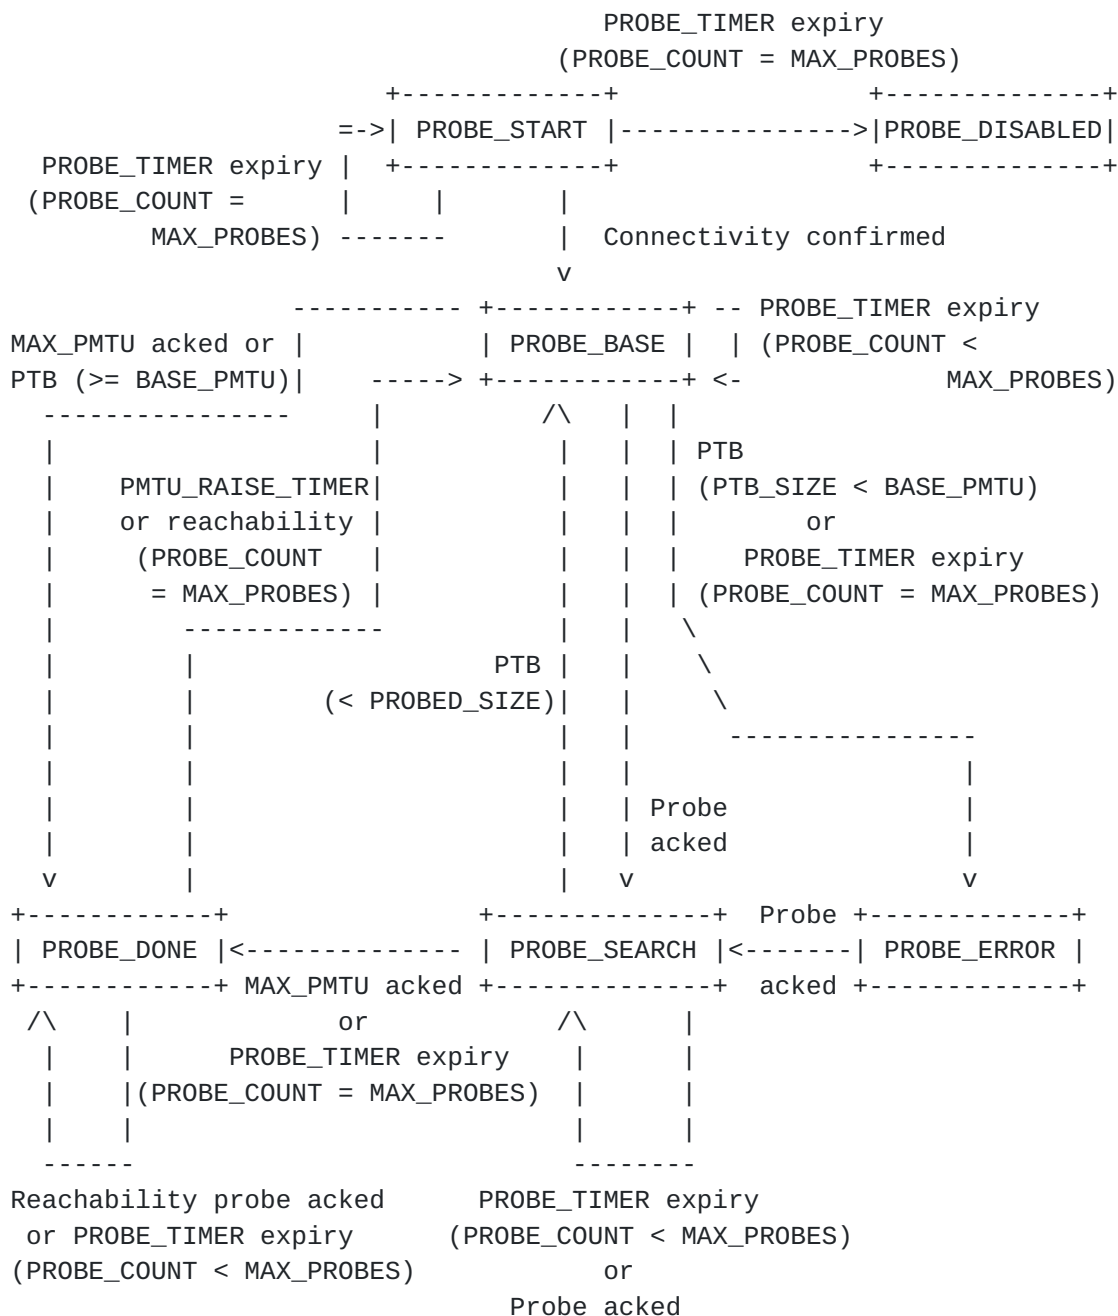 PROBE_TIMER expiry
(PROBE_COUNT = MAX_PROBES)
+-------------+                +--------------+
=->| PROBE_START |--------------->|PROBE_DISABLED|
PROBE_TIMER expiry |  +-------------+                +--------------+
(PROBE_COUNT =      |     |       |
MAX_PROBES) -------       |  Connectivity confirmed
v
----------- +------------+ -- PROBE_TIMER expiry
MAX_PMTU acked or |           | PROBE_BASE |  | (PROBE_COUNT <
PTB (>= BASE_PMTU)|    -----> +------------+ <-             MAX_PROBES)
----------------     |          /\   |  |
|                    |           |   |  | PTB
|    PMTU_RAISE_TIMER|           |   |  | (PTB_SIZE < BASE_PMTU)
|    or reachability |           |   |  |        or
|     (PROBE_COUNT   |           |   |  |    PROBE_TIMER expiry
|      = MAX_PROBES) |           |   |  | (PROBE_COUNT = MAX_PROBES)
|        -------------           |   |   \
|        |                   PTB |   |    \
|        |        (< PROBED_SIZE)|   |     \
|        |                       |   |      ----------------
|        |                       |   |                     |
|        |                       |   | Probe               |
|        |                       |   | acked               |
v        |                       |   v                     v
+------------+                +--------------+  Probe +-------------+
| PROBE_DONE |<-------------- | PROBE_SEARCH |<-------| PROBE_ERROR |
+------------+ MAX_PMTU acked +--------------+  acked +-------------+
/\    |             or            /\      |
|    |      PROBE_TIMER expiry    |      |
|    |(PROBE_COUNT = MAX_PROBES)  |      |
|    |                            |      |
------                            --------
Reachability probe acked      PROBE_TIMER expiry
or PROBE_TIMER expiry      (PROBE_COUNT < MAX_PROBES)
(PROBE_COUNT < MAX_PROBES)            or
Probe acked